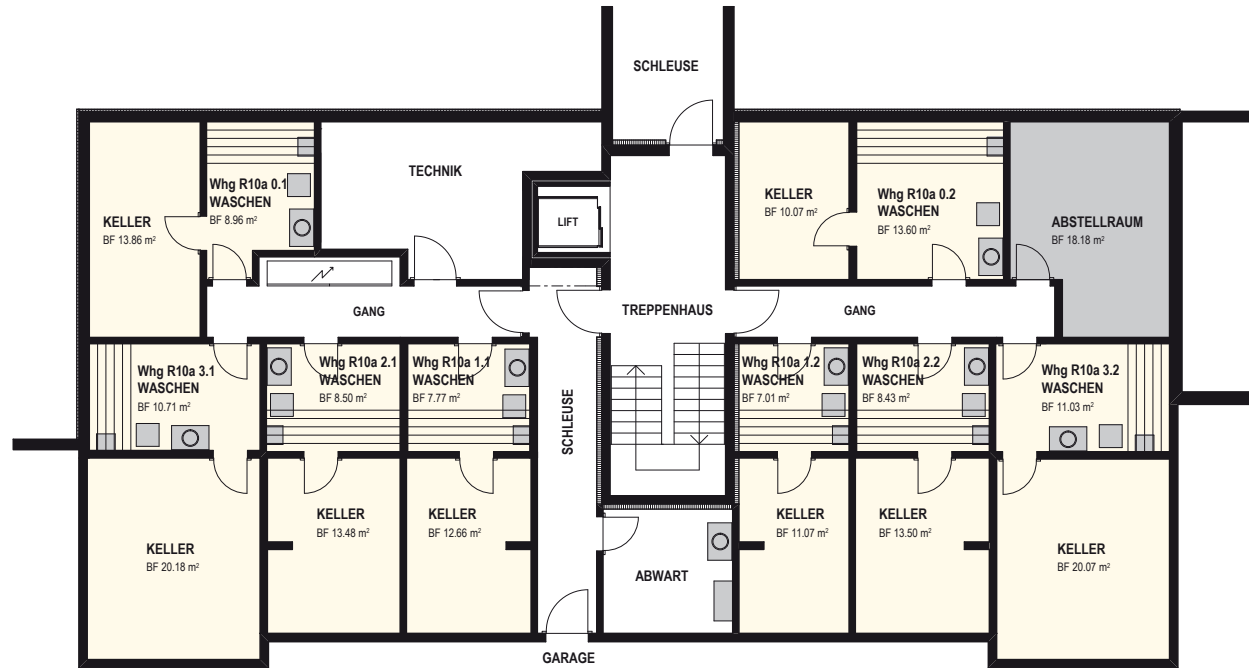 SCHLEUSE
KELLER
BF 13.86 m²
Whg R10a 0.1
WASCHEN
BF 8.96 m²
TECHNIK
LIFT
KELLER
BF 10.07 m²
Whg R10a 0.2
WASCHEN
BF 13.60 m²
ABSTELLRAUM
BF 18.18 m²
GANG
TREPPENHAUS
GANG
Whg R10a 3.1
WASCHEN
BF 10.71 m²
Whg R10a 2.1
WASCHEN
BF 8.50 m²
Whg R10a 1.1
WASCHEN
BF 7.77 m²
SCHLEUSE
Whg R10a 1.2
WASCHEN
BF 7.01 m²
Whg R10a 2.2
WASCHEN
BF 8.43 m²
Whg R10a 3.2
WASCHEN
BF 11.03 m²
KELLER
BF 20.18 m²
KELLER
BF 13.48 m²
KELLER
BF 12.66 m²
ABWART
KELLER
BF 11.07 m²
KELLER
BF 13.50 m²
KELLER
BF 20.07 m²
GARAGE